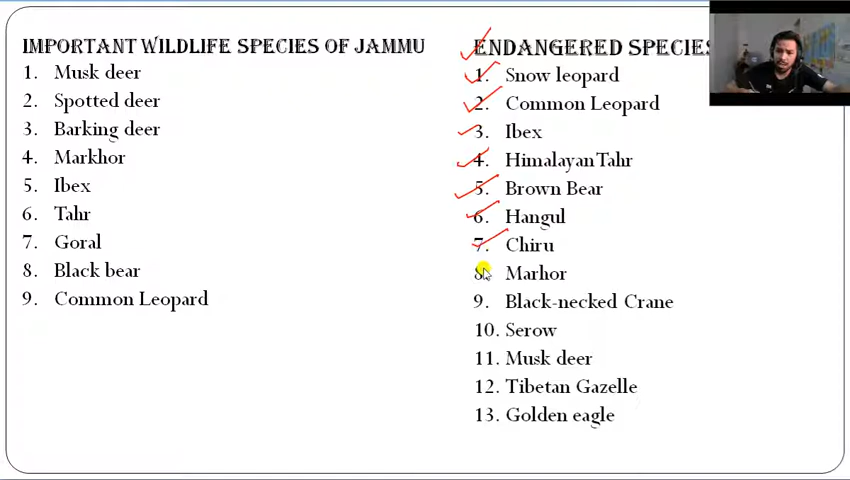 IMPORTANT WILDLIFE SPECIES OF JAMMU
1. Musk deer
2. Spotted deer
3. Barking deer
4. Markhor
5. Ibex
6. Tahr
7. Goral
8. Black bear
9. Common Leopard
ENDANGERED SPECIES
1. Snow leopard
2. Common Leopard
3. Ibex
4. Himalayan Tahr
5. Brown Bear
6. Hangul
7. Chiru
8. Marhor
9. Black-necked Crane
10. Serow
11. Musk deer
12. Tibetan Gazelle
13. Golden eagle